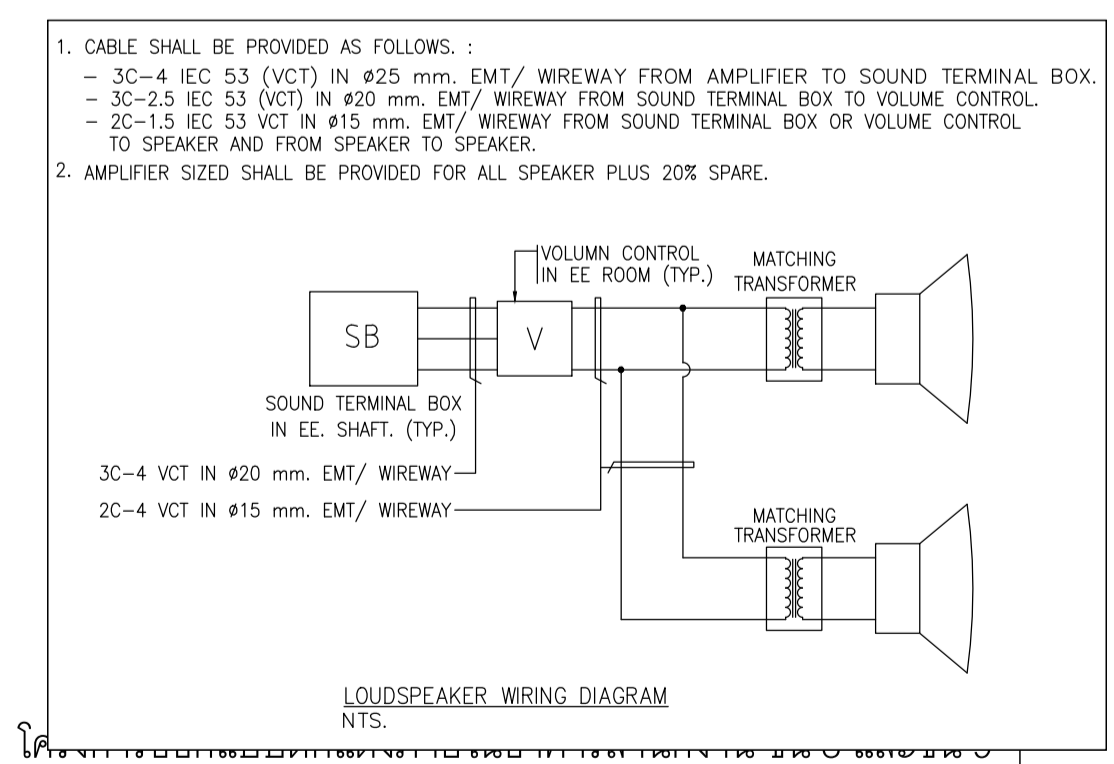 1. CABLE SHALL BE PROVIDED AS FOLLOWS. :
– 3C–4 IEC 53 (VCT) IN ø25 mm. EMT/ WIREWAY FROM AMPLIFIER TO SOUND TERMINAL BOX.
– 3C–2.5 IEC 53 (VCT) IN ø20 mm. EMT/ WIREWAY FROM SOUND TERMINAL BOX TO VOLUME CONTROL.
– 2C–1.5 IEC 53 VCT IN ø15 mm. EMT/ WIREWAY FROM SOUND TERMINAL BOX OR VOLUME CONTROL
TO SPEAKER AND FROM SPEAKER TO SPEAKER.
2. AMPLIFIER SIZED SHALL BE PROVIDED FOR ALL SPEAKER PLUS 20% SPARE.
VOLUMN CONTROL
IN EE ROOM (TYP.)
MATCHING
TRANSFORMER
SB
V
SOUND TERMINAL BOX
IN EE. SHAFT. (TYP.)
3C–4 VCT IN ø20 mm. EMT/ WIREWAY
2C–4 VCT IN ø15 mm. EMT/ WIREWAY
MATCHING
TRANSFORMER
LOUDSPEAKER WIRING DIAGRAM
NTS.